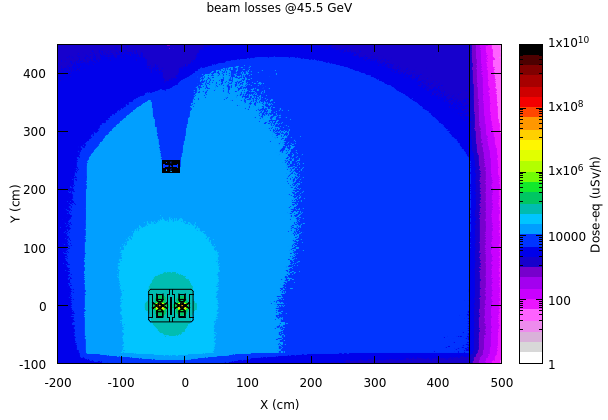 beam losses @45.5 GeV
Y (cm)
400
300
200
100
0
-100
-200
-100
0
100
200
300
400
500
X (cm)
1x10^10
1x10^8
1x10^6
10000
100
1
Dose-eq (uSv/h)